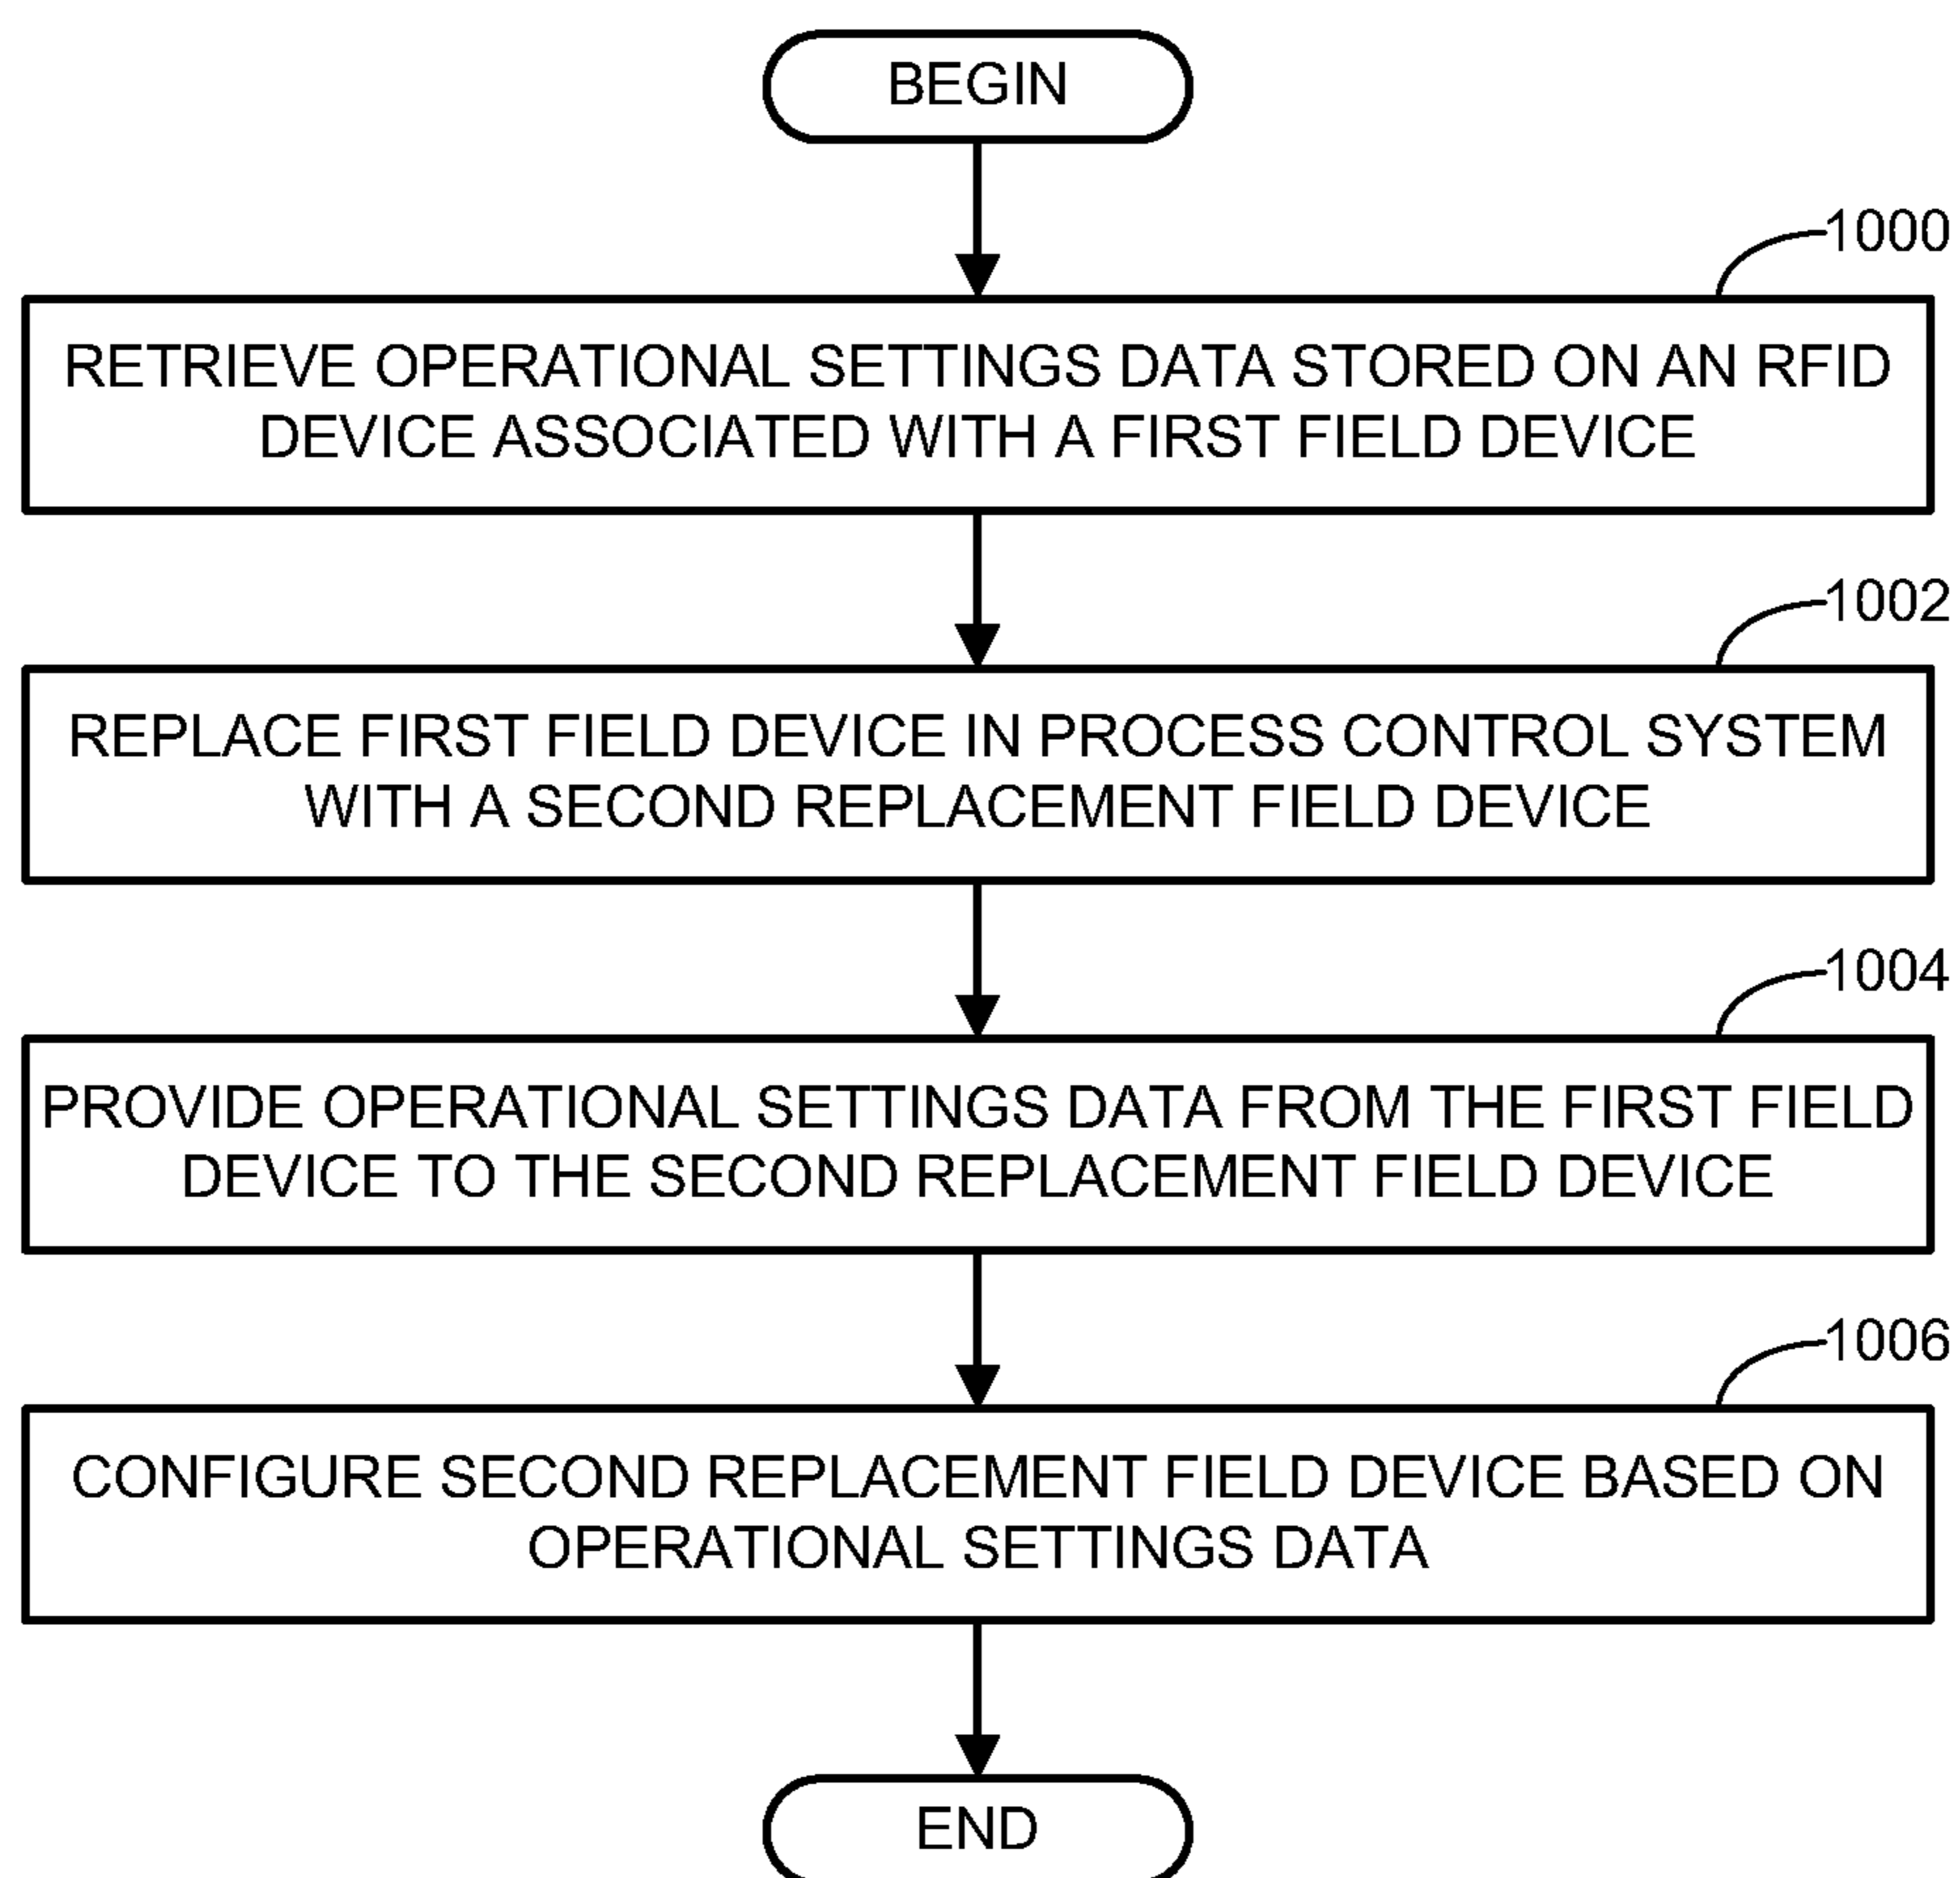 BEGIN
1000
RETRIEVE OPERATIONAL SETTINGS DATA STORED ON AN RFID
DEVICE ASSOCIATED WITH A FIRST FIELD DEVICE
1002
REPLACE FIRST FIELD DEVICE IN PROCESS CONTROL SYSTEM
WITH A SECOND REPLACEMENT FIELD DEVICE
1004
PROVIDE OPERATIONAL SETTINGS DATA FROM THE FIRST FIELD
DEVICE TO THE SECOND REPLACEMENT FIELD DEVICE
1006
CONFIGURE SECOND REPLACEMENT FIELD DEVICE BASED ON
OPERATIONAL SETTINGS DATA
END